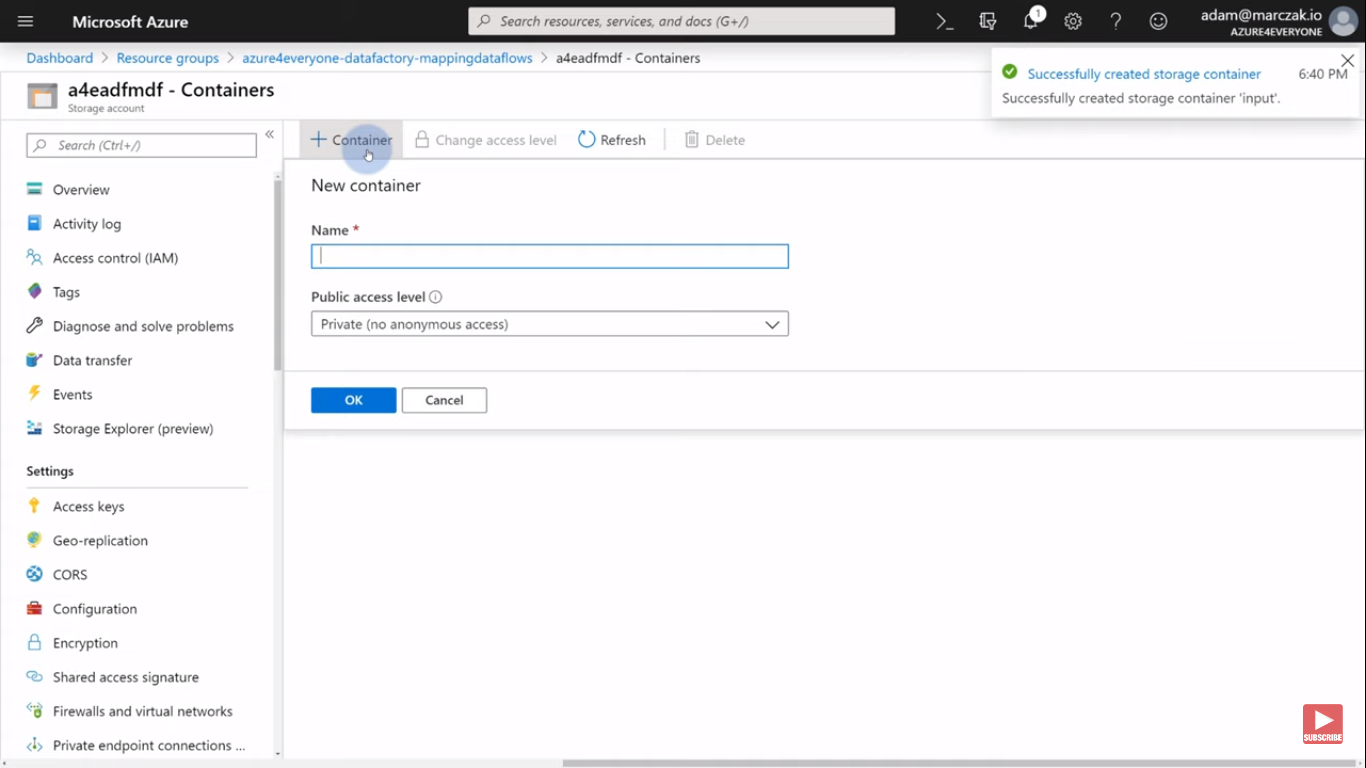 Microsoft Azure
Search resources, services, and docs (G+/)
1
adam@marczak.io
AZURE4EVERYONE
Dashboard > Resource groups > azure4everyone-datafactory-mappingdataflows > a4eadfmdf - Containers
Successfully created storage container 6:40 PM
Successfully created storage container 'input'.
a4eadfmdf - Containers
Storage account
Search (Ctrl+/)
«
Overview
Activity log
Access control (IAM)
Tags
Diagnose and solve problems
Data transfer
Events
Storage Explorer (preview)
Settings
Access keys
Geo-replication
CORS
Configuration
Encryption
Shared access signature
Firewalls and virtual networks
Private endpoint connections ...
+ Container Change access level Refresh Delete
New container
Name *
Public access level
Private (no anonymous access)
OK Cancel
SUBSCRIBE